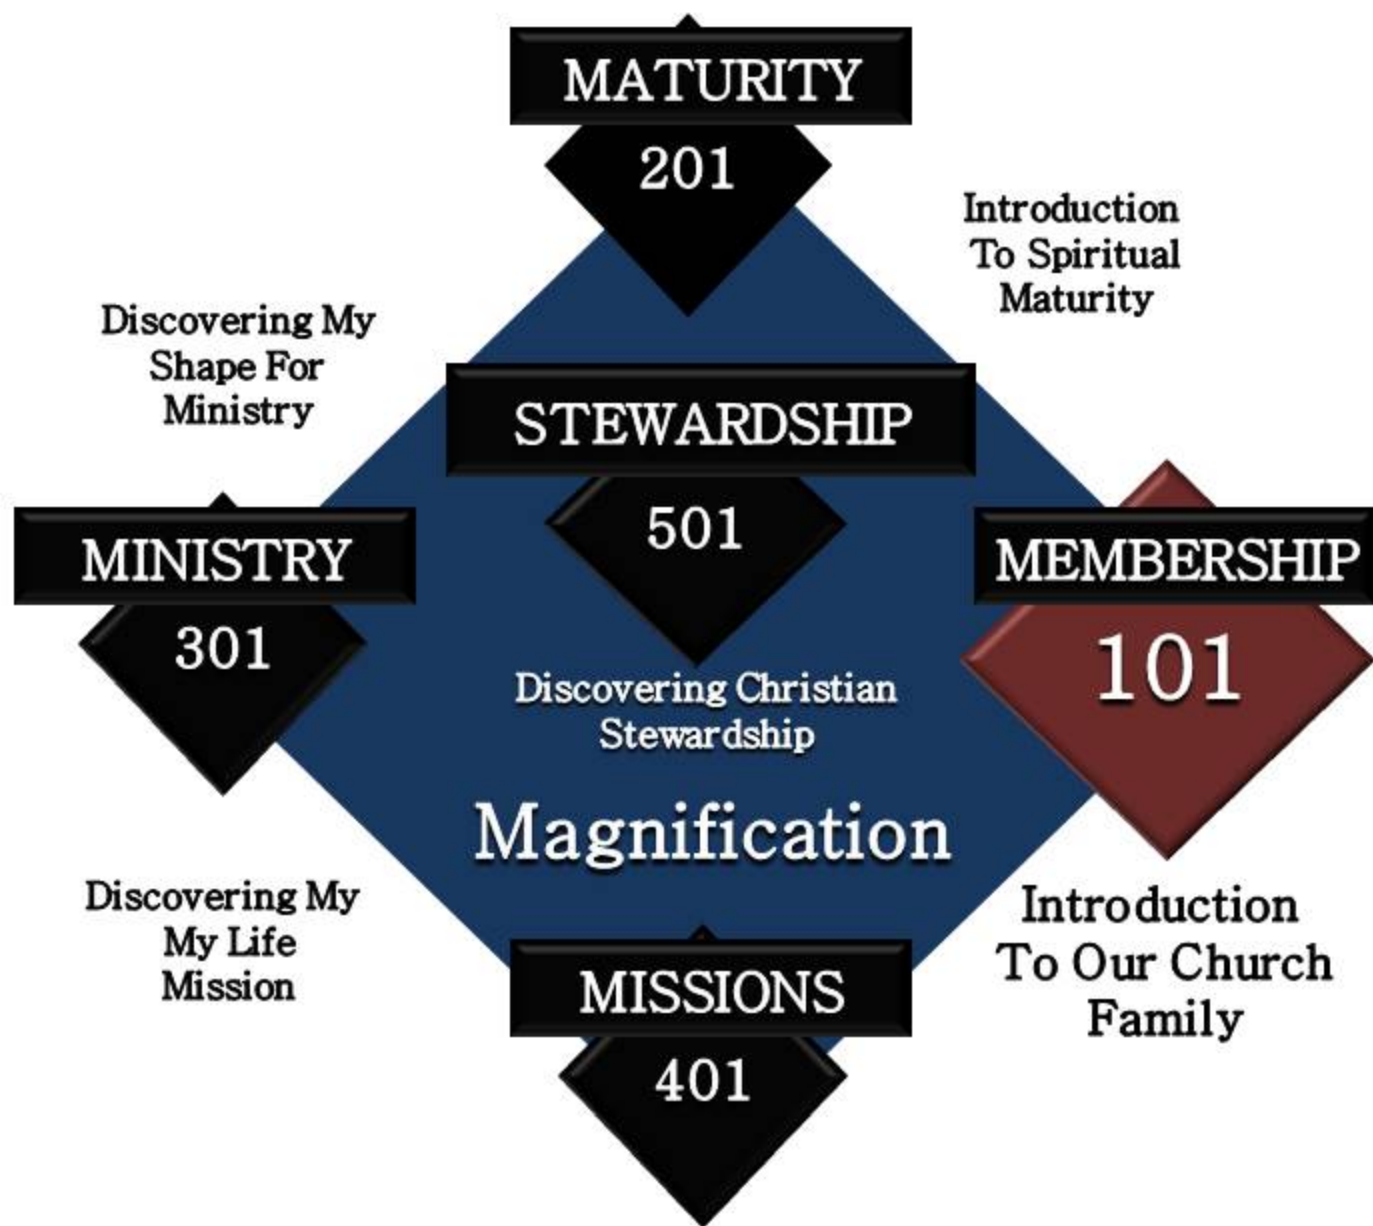 MATURITY
201
Introduction
To Spiritual
Maturity
Discovering My
Shape For
Ministry
STEWARDSHIP
501
MINISTRY
301
MEMBERSHIP
101
Discovering Christian
Stewardship
Magnification
Discovering My
My Life
Mission
Introduction
To Our Church
Family
MISSIONS
401